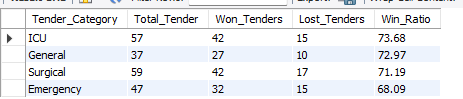 Tender_Category Total_Tender Won_Tenders Lost_Tenders Win_Ratio
ICU 57 42 15 73.68
General 37 27 10 72.97
Surgical 59 42 17 71.19
Emergency 47 32 15 68.09